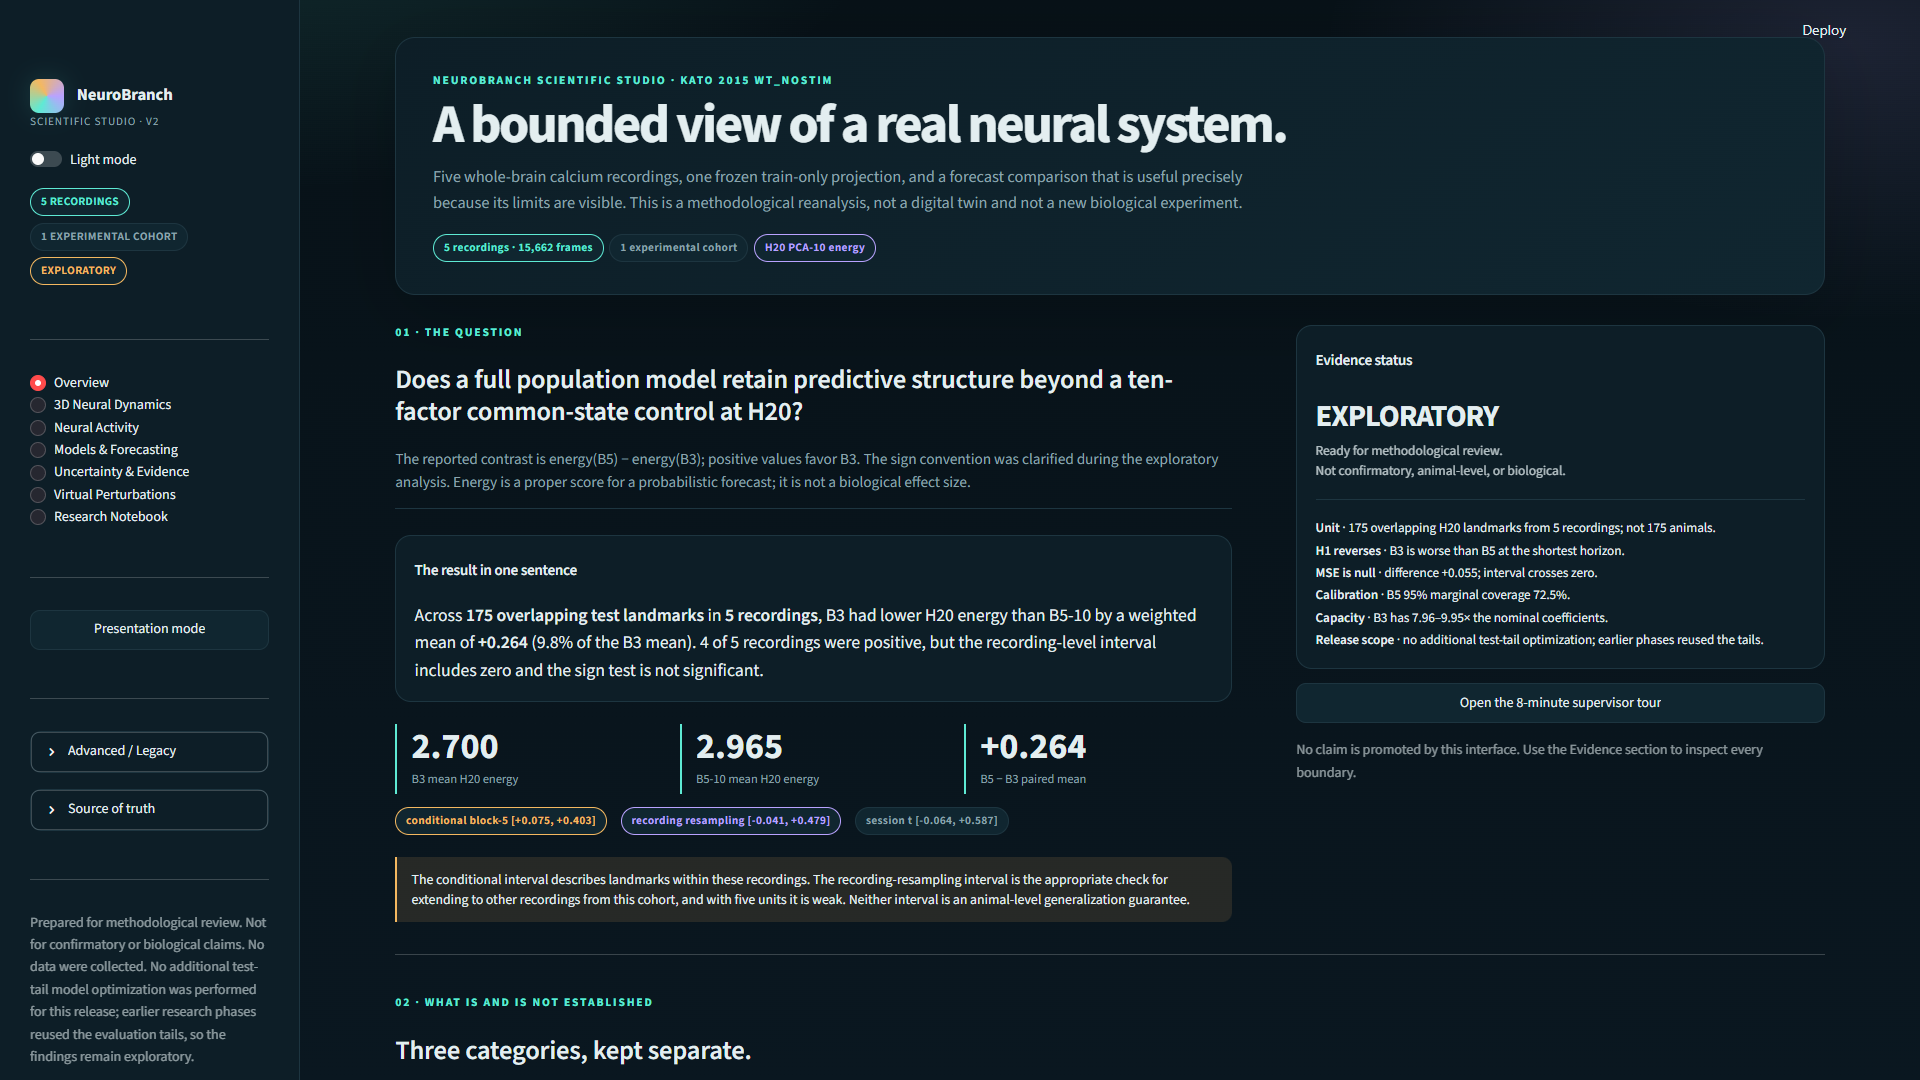 Deploy
NeuroBranch
SCIENTIFIC STUDIO · V2
Light mode
5 RECORDINGS
1 EXPERIMENTAL COHORT
EXPLORATORY
Overview
3D Neural Dynamics
Neural Activity
Models & Forecasting
Uncertainty & Evidence
Virtual Perturbations
Research Notebook
Presentation mode
Advanced / Legacy
Source of truth
Prepared for methodological review. Not
for confirmatory or biological claims. No
data were collected. No additional test-
tail model optimization was performed
for this release; earlier research phases
reused the evaluation tails, so the
findings remain exploratory.
NEUROBRANCH SCIENTIFIC STUDIO · KATO 2015 WT_NOSTIM
A bounded view of a real neural system.
Five whole-brain calcium recordings, one frozen train-only projection, and a forecast comparison that is useful precisely
because its limits are visible. This is a methodological reanalysis, not a digital twin and not a new biological experiment.
5 recordings · 15,662 frames
1 experimental cohort
H20 PCA-10 energy
01 · THE QUESTION
Does a full population model retain predictive structure beyond a ten-
factor common-state control at H20?
The reported contrast is energy(B5) − energy(B3); positive values favor B3. The sign convention was clarified during the exploratory
analysis. Energy is a proper score for a probabilistic forecast; it is not a biological effect size.
The result in one sentence
Across 175 overlapping test landmarks in 5 recordings, B3 had lower H20 energy than B5-10 by a weighted
mean of +0.264 (9.8% of the B3 mean). 4 of 5 recordings were positive, but the recording-level interval
includes zero and the sign test is not significant.
2.700
B3 mean H20 energy
2.965
B5-10 mean H20 energy
+0.264
B5 − B3 paired mean
conditional block-5 [+0.075, +0.403]
recording resampling [-0.041, +0.479]
session t [-0.064, +0.587]
The conditional interval describes landmarks within these recordings. The recording-resampling interval is the appropriate check for
extending to other recordings from this cohort, and with five units it is weak. Neither interval is an animal-level generalization guarantee.
Evidence status
EXPLORATORY
Ready for methodological review.
Not confirmatory, animal-level, or biological.
Unit · 175 overlapping H20 landmarks from 5 recordings; not 175 animals.
H1 reverses · B3 is worse than B5 at the shortest horizon.
MSE is null · difference +0.055; interval crosses zero.
Calibration · B5 95% marginal coverage 72.5%.
Capacity · B3 has 7.96–9.95× the nominal coefficients.
Release scope · no additional test-tail optimization; earlier phases reused the tails.
Open the 8-minute supervisor tour
No claim is promoted by this interface. Use the Evidence section to inspect every
boundary.
02 · WHAT IS AND IS NOT ESTABLISHED
Three categories, kept separate.